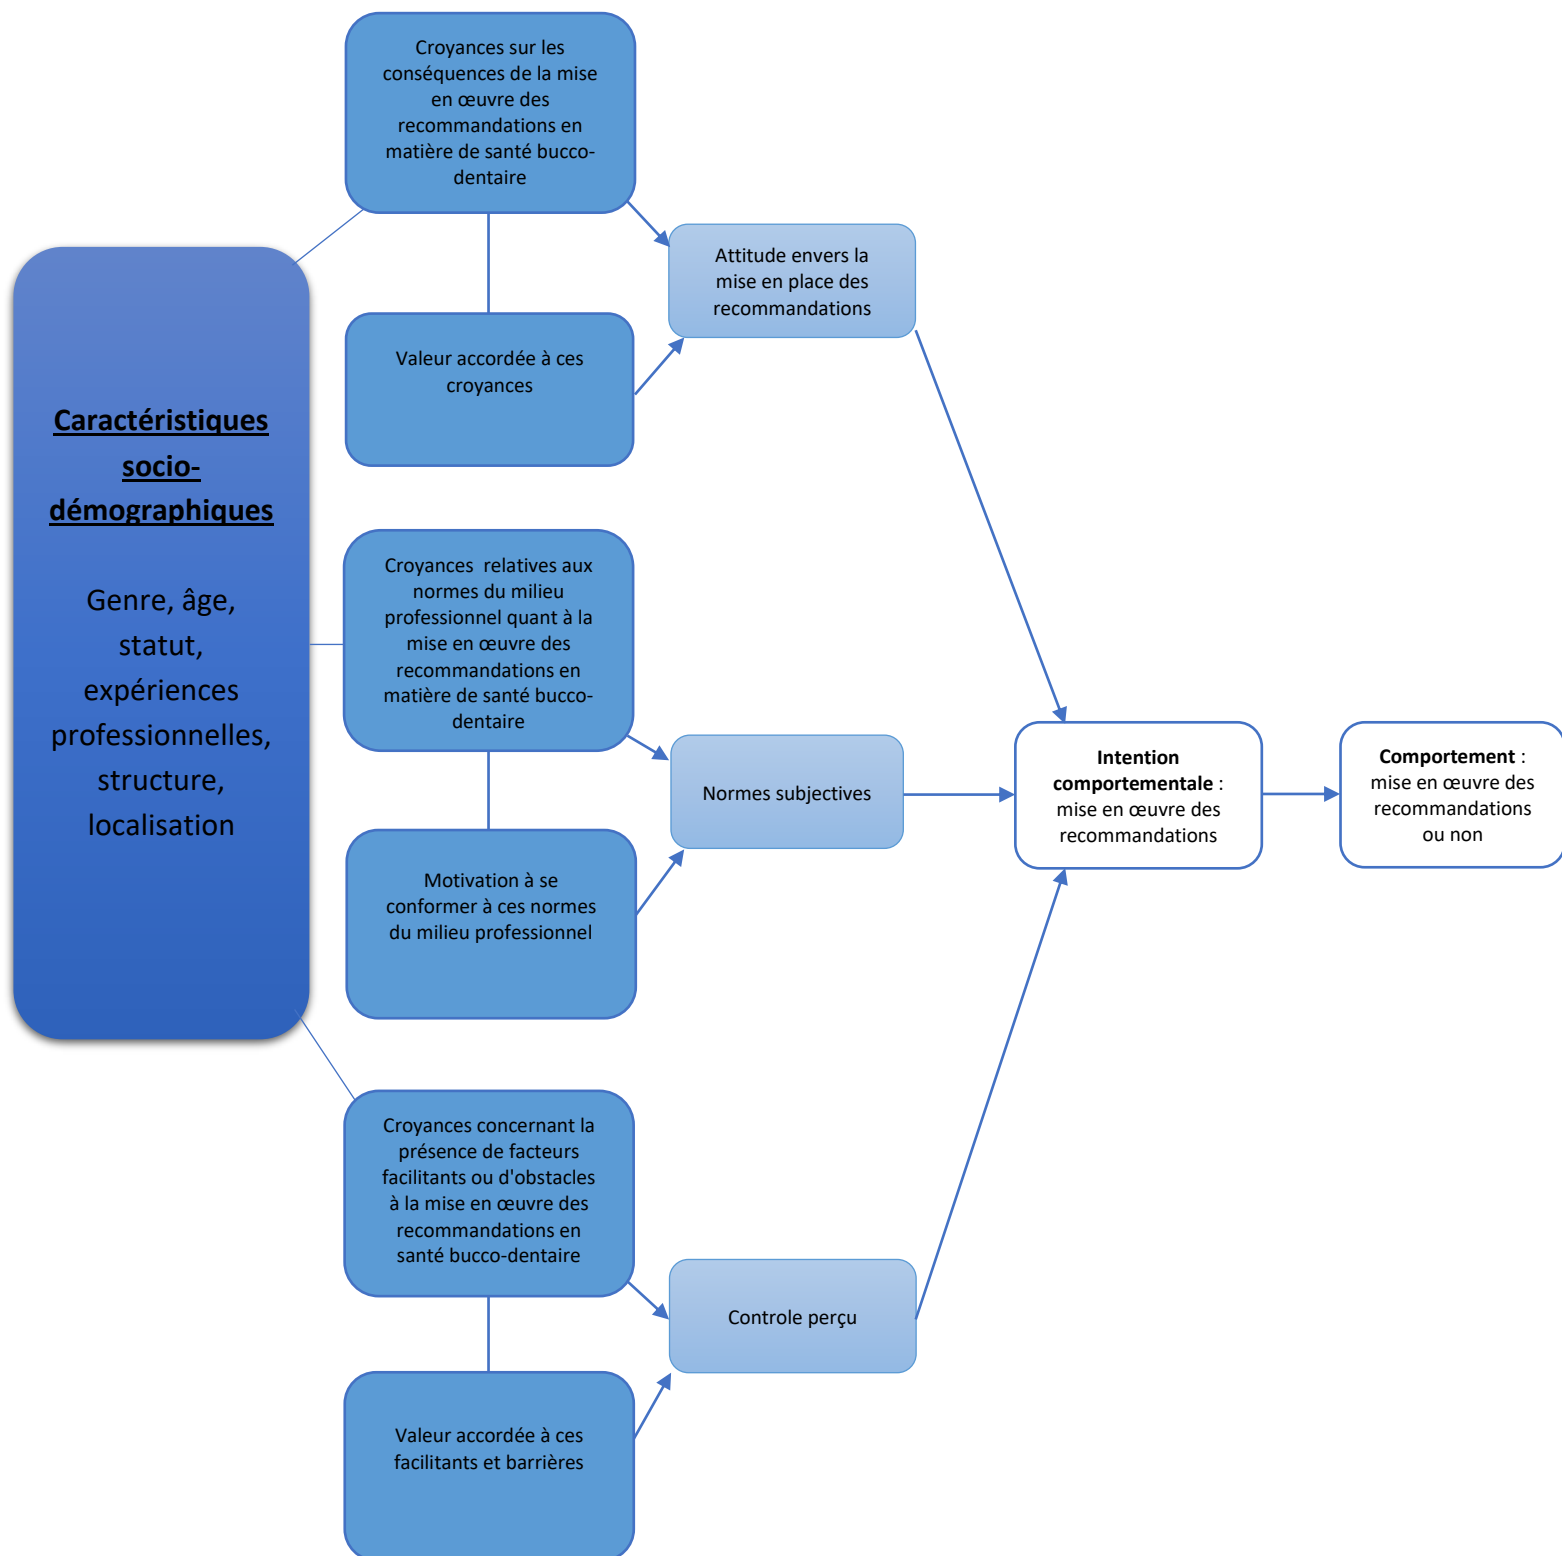 Caractéristiques
socio-
démographiques
Genre, âge,
statut,
expériences
professionnelles,
structure,
localisation
Croyances sur les
conséquences de la mise
en œuvre des
recommandations en
matière de santé bucco-
dentaire
Valeur accordée à ces
croyances
Attitude envers la
mise en place des
recommandations
Croyances  relatives aux
normes du milieu
professionnel quant à la
mise en œuvre des
recommandations en
matière de santé bucco-
dentaire
Motivation à se
conformer à ces normes
du milieu professionnel
Normes subjectives
Croyances concernant la
présence de facteurs
facilitants ou d'obstacles
à la mise en œuvre des
recommandations en
santé bucco-dentaire
Valeur accordée à ces
facilitants et barrières
Controle perçu
Intention
comportementale :
mise en œuvre des
recommandations
Comportement :
mise en œuvre des
recommandations
ou non